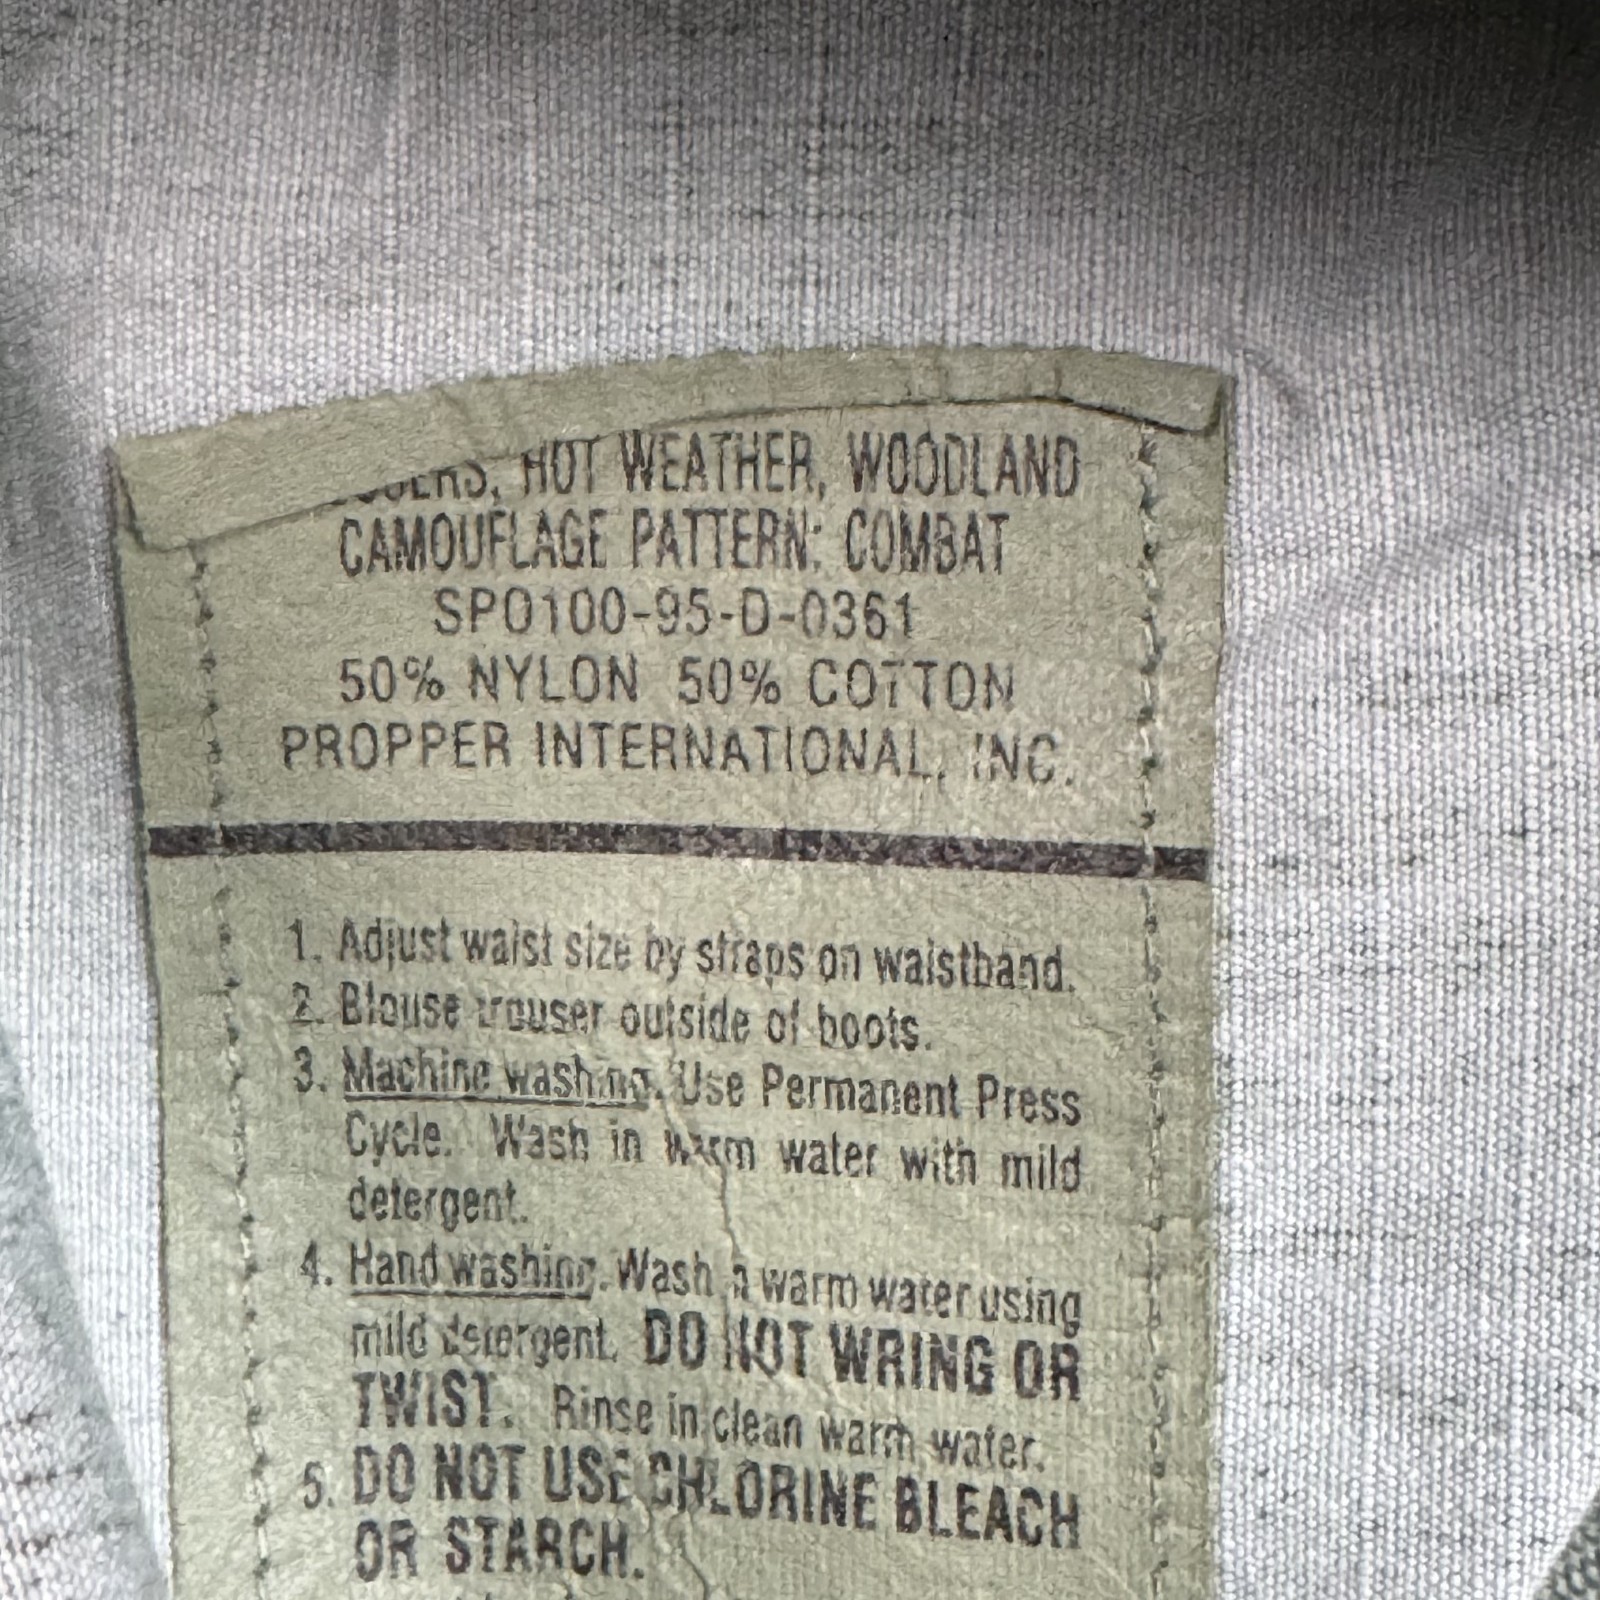 HOT WEATHER, WOODLAND
CAMOUFLAGE PATTERN: COMBAT
SPO100-95-D-0361
50% NYLON 50% COTTON
PROPPER INTERNATIONAL, INC.
1. Adjust waist size by straps on waistband.
2. Blouse trouser outside of boots.
3. Machine washing. Use Permanent Press
Cycle. Wash in warm water with mild
detergent.
4. Hand washing. Wash in warm water using
mild detergent. DO NOT WRING OR
TWIST. Rinse in clean warm water.
5. DO NOT USE CHLORINE BLEACH
OR STARCH.